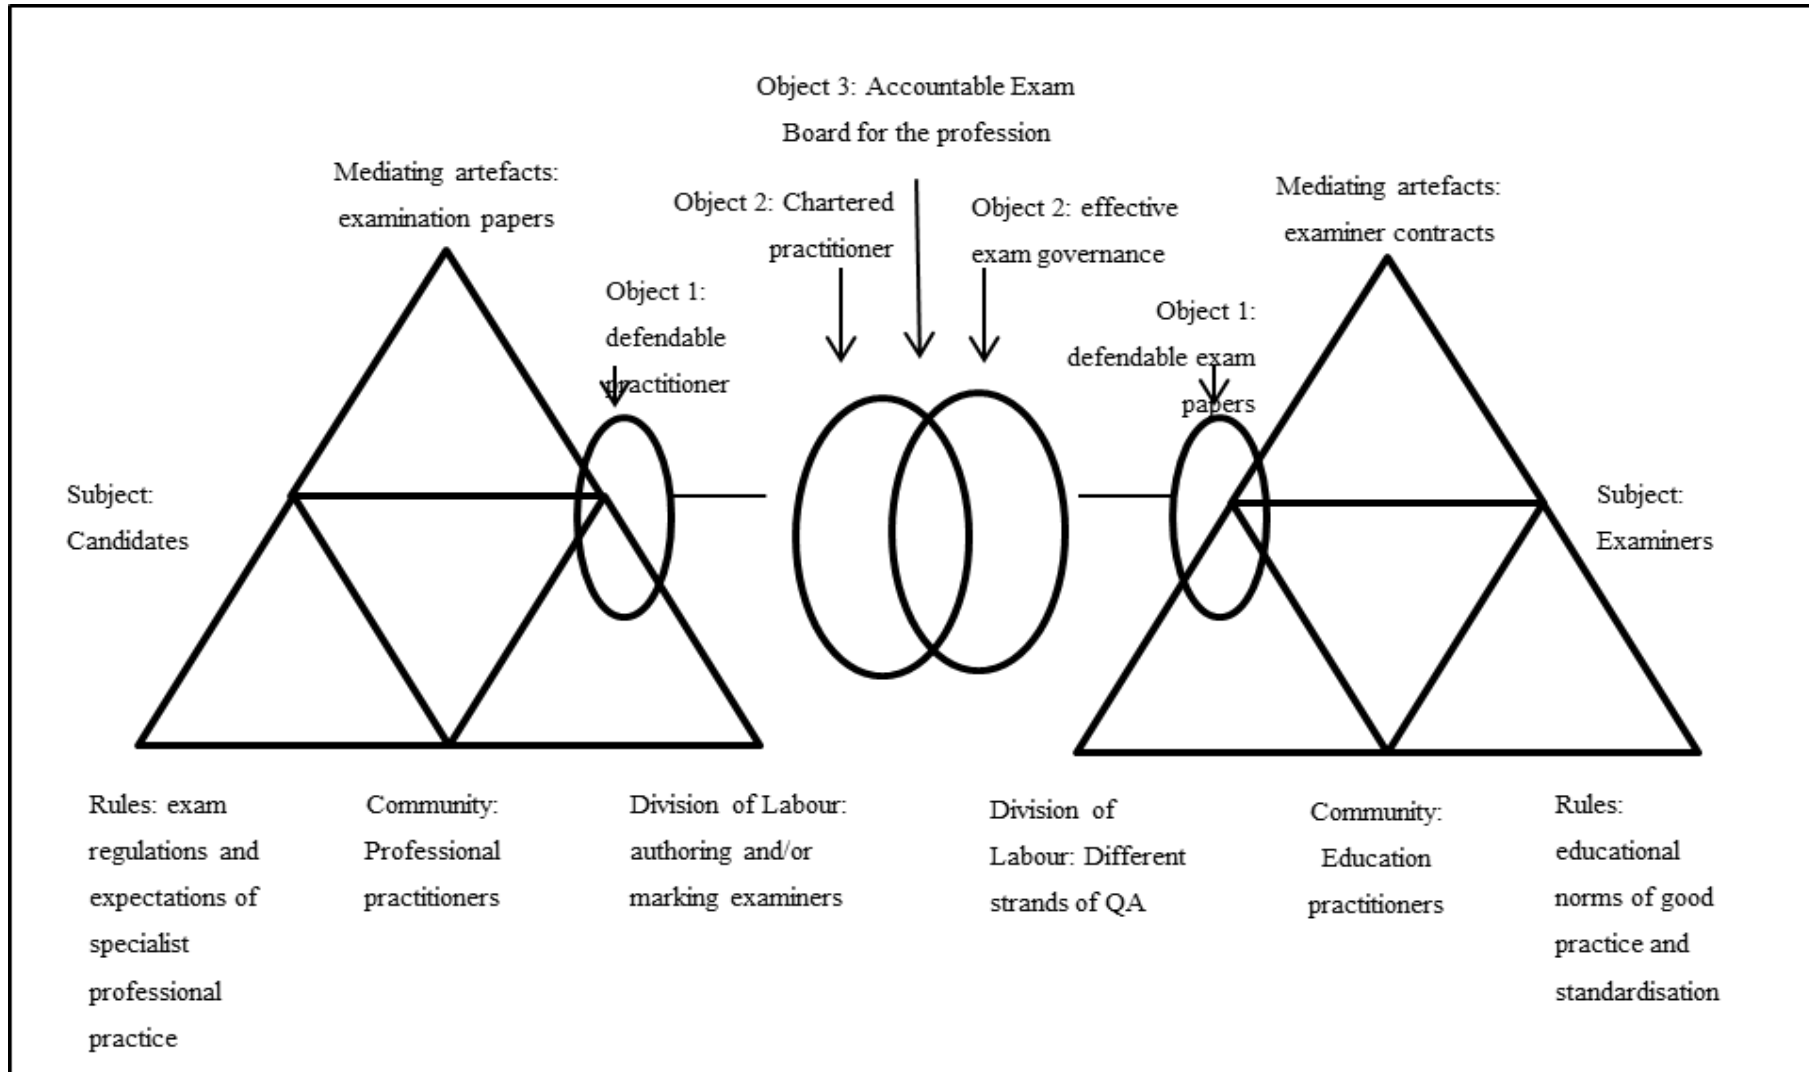 Object 3: Accountable Exam
Board for the profession
Mediating artefacts:
examination papers
Object 2: Chartered
practitioner
Object 2: effective
exam governance
Mediating artefacts:
examiner contracts
Object 1:
defendable
practitioner
Object 1:
defendable exam
papers
Subject:
Candidates
Subject:
Examiners
Rules: exam
regulations and
expectations of
specialist
professional
practice
Community:
Professional
practitioners
Division of Labour:
authoring and/or
marking examiners
Division of
Labour: Different
strands of QA
Community:
Education
practitioners
Rules:
educational
norms of good
practice and
standardisation